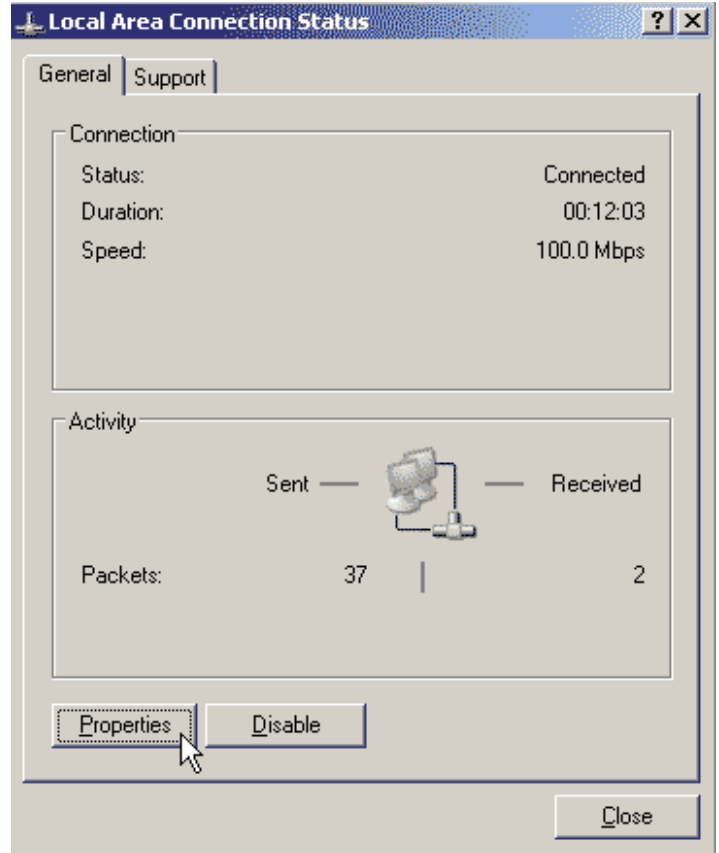 Local Area Connection Status
General Support
Connection
Status: Connected
Duration: 00:12:03
Speed: 100.0 Mbps
Activity
Sent Received
Packets: 37 2
Properties Disable
Close